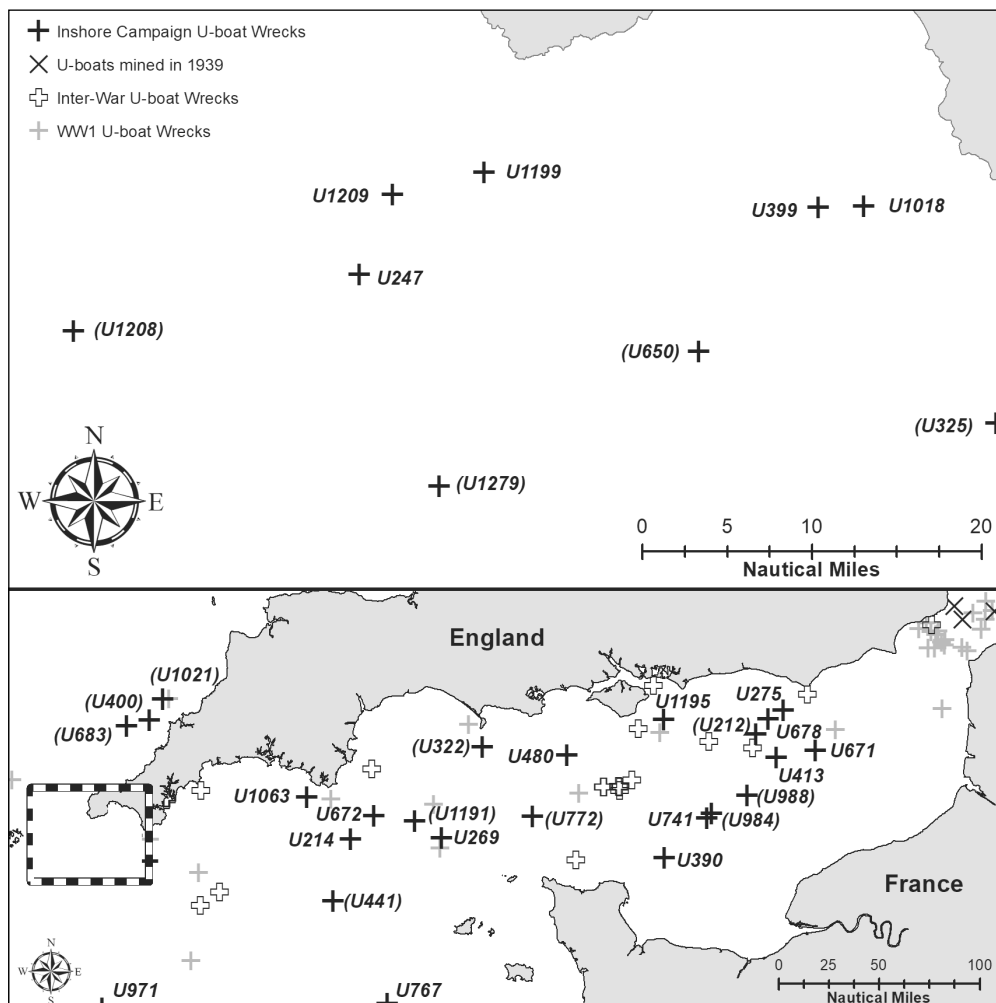 Inshore Campaign U-boat Wrecks
U-boats mined in 1939
Inter-War U-boat Wrecks
WW1 U-boat Wrecks
U1199
U1209
U399
U1018
U247
(U1208)
(U650)
(U325)
(U1279)
N
W
E
S
0 5 10 20
Nautical Miles
England
(U1021)
(U400)
(U683)
U275
U1195
(U212)
U678
(U322)
U480
U671
U413
U1063
(U988)
U672
(U1191)
(U772)
U741
(U984)
U214
U269
U390
France
(U441)
N
W
E
S
0 25 50 100
Nautical Miles
U971
U767